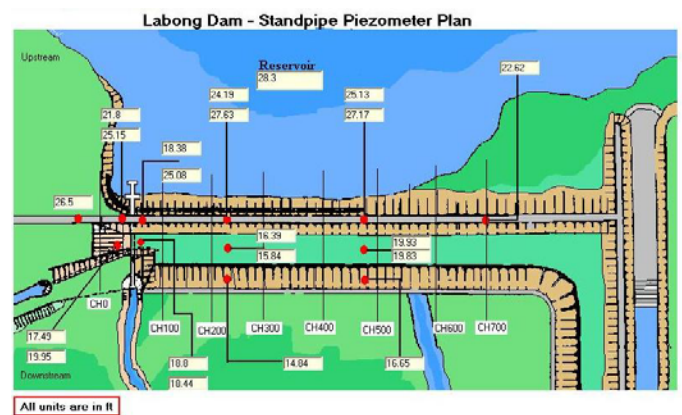 Labong Dam - Standpipe Piezometer Plan
Upstream
Reservoir
28.3
22.62
24.19
27.63
25.13
27.17
21.8
25.15
18.38
25.08
26.5
16.39
15.84
19.93
19.83
CH0
CH100
CH200
CH300
CH400
CH500
CH600
CH700
17.49
19.95
18.8
18.44
14.84
16.65
Downstream
All units are in ft